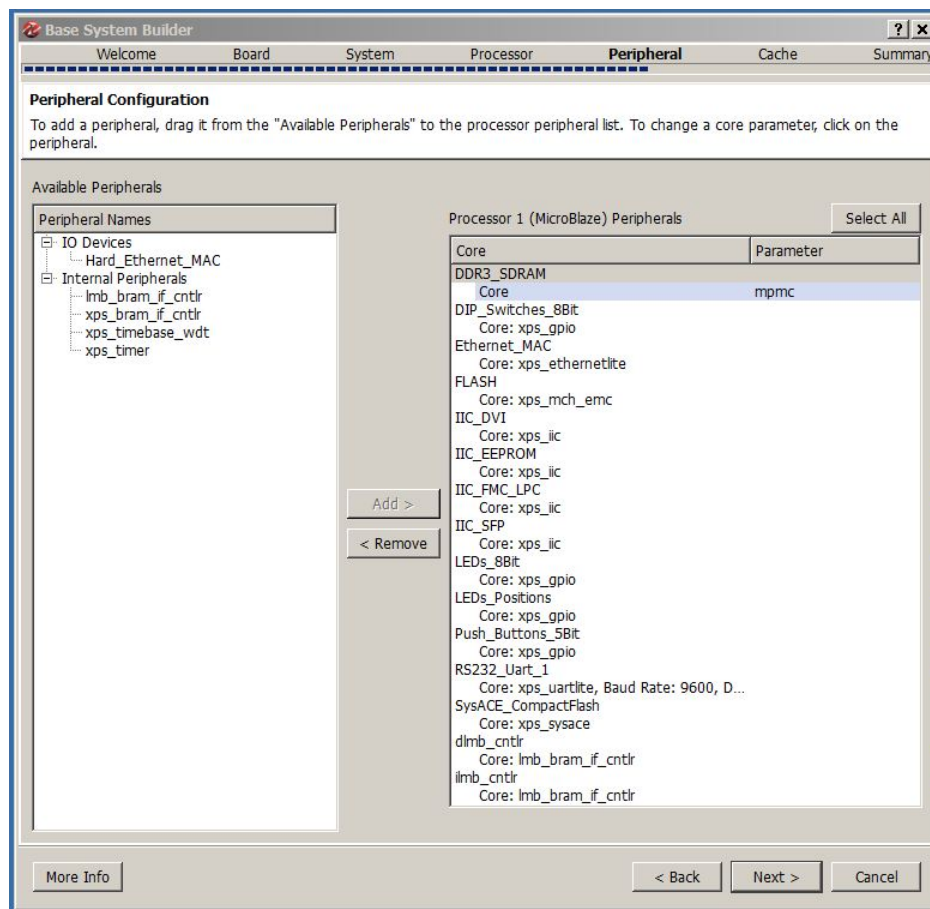 Base System Builder
Welcome Board System Processor Peripheral Cache Summary
Peripheral Configuration
To add a peripheral, drag it from the "Available Peripherals" to the processor peripheral list. To change a core parameter, click on the
peripheral.
Available Peripherals
Peripheral Names
IO Devices
Hard_Ethernet_MAC
Internal Peripherals
lmb_bram_if_cntlr
xps_bram_if_cntlr
xps_timebase_wdt
xps_timer
Add >
< Remove
Processor 1 (MicroBlaze) Peripherals
Select All
Core Parameter
DDR3_SDRAM
Core mpmc
DIP_Switches_8Bit
Core: xps_gpio
Ethernet_MAC
Core: xps_ethernetlite
FLASH
Core: xps_mch_emc
IIC_DVI
Core: xps_iic
IIC_EEPROM
Core: xps_iic
IIC_FMC_LPC
Core: xps_iic
IIC_SFP
Core: xps_iic
LEDs_8Bit
Core: xps_gpio
LEDs_Positions
Core: xps_gpio
Push_Buttons_5Bit
Core: xps_gpio
RS232_Uart_1
Core: xps_uartlite, Baud Rate: 9600, D...
SysACE_CompactFlash
Core: xps_sysace
dlmb_cntlr
Core: lmb_bram_if_cntlr
ilmb_cntlr
Core: lmb_bram_if_cntlr
More Info
< Back
Next >
Cancel